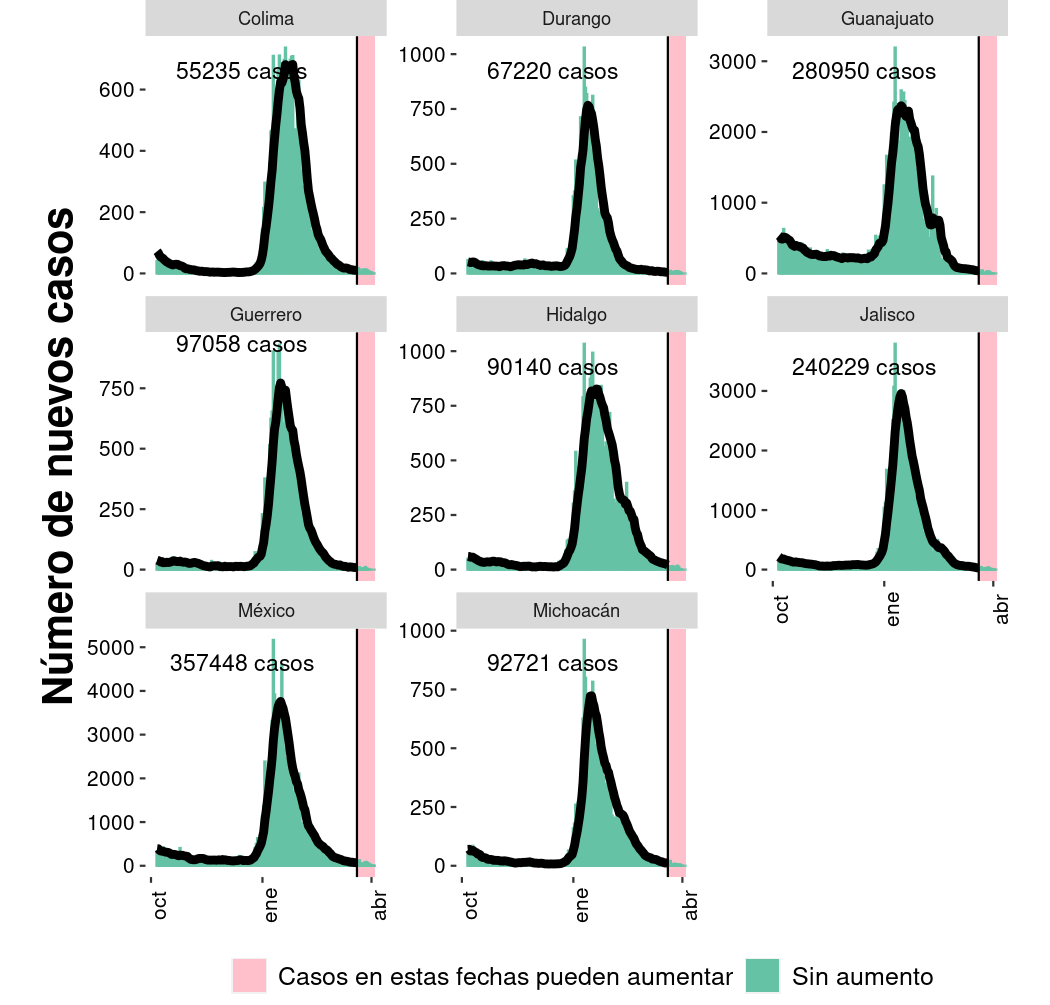 Número de nuevos casos
Colima
55235 casos
600
400
200
0
Durango
67220 casos
1000
750
500
250
0
Guanajuato
280950 casos
3000
2000
1000
0
Guerrero
97058 casos
750
500
250
0
Hidalgo
90140 casos
1000
750
500
250
0
Jalisco
240229 casos
3000
2000
1000
0
oct
ene
abr
México
357448 casos
5000
4000
3000
2000
1000
0
oct
ene
abr
Michoacán
92721 casos
1000
750
500
250
0
oct
ene
abr
Casos en estas fechas pueden aumentar
Sin aumento